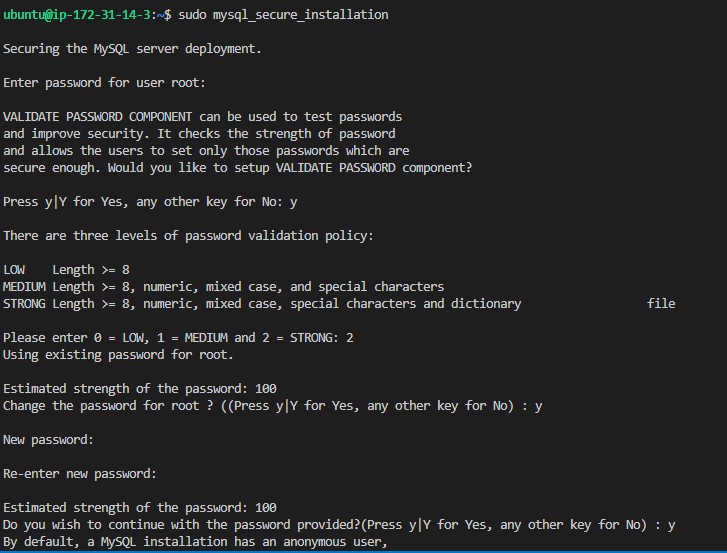 ubuntu@ip-172-31-14-3:~$ sudo mysql_secure_installation
Securing the MySQL server deployment.
Enter password for user root:
VALIDATE PASSWORD COMPONENT can be used to test passwords
and improve security. It checks the strength of password
and allows the users to set only those passwords which are
secure enough. Would you like to setup VALIDATE PASSWORD component?
Press y|Y for Yes, any other key for No: y
There are three levels of password validation policy:
LOW    Length >= 8
MEDIUM Length >= 8, numeric, mixed case, and special characters
STRONG Length >= 8, numeric, mixed case, special characters and dictionary                  file
Please enter 0 = LOW, 1 = MEDIUM and 2 = STRONG: 2
Using existing password for root.
Estimated strength of the password: 100
Change the password for root ? ((Press y|Y for Yes, any other key for No) : y
New password:
Re-enter new password:
Estimated strength of the password: 100
Do you wish to continue with the password provided?(Press y|Y for Yes, any other key for No) : y
By default, a MySQL installation has an anonymous user,